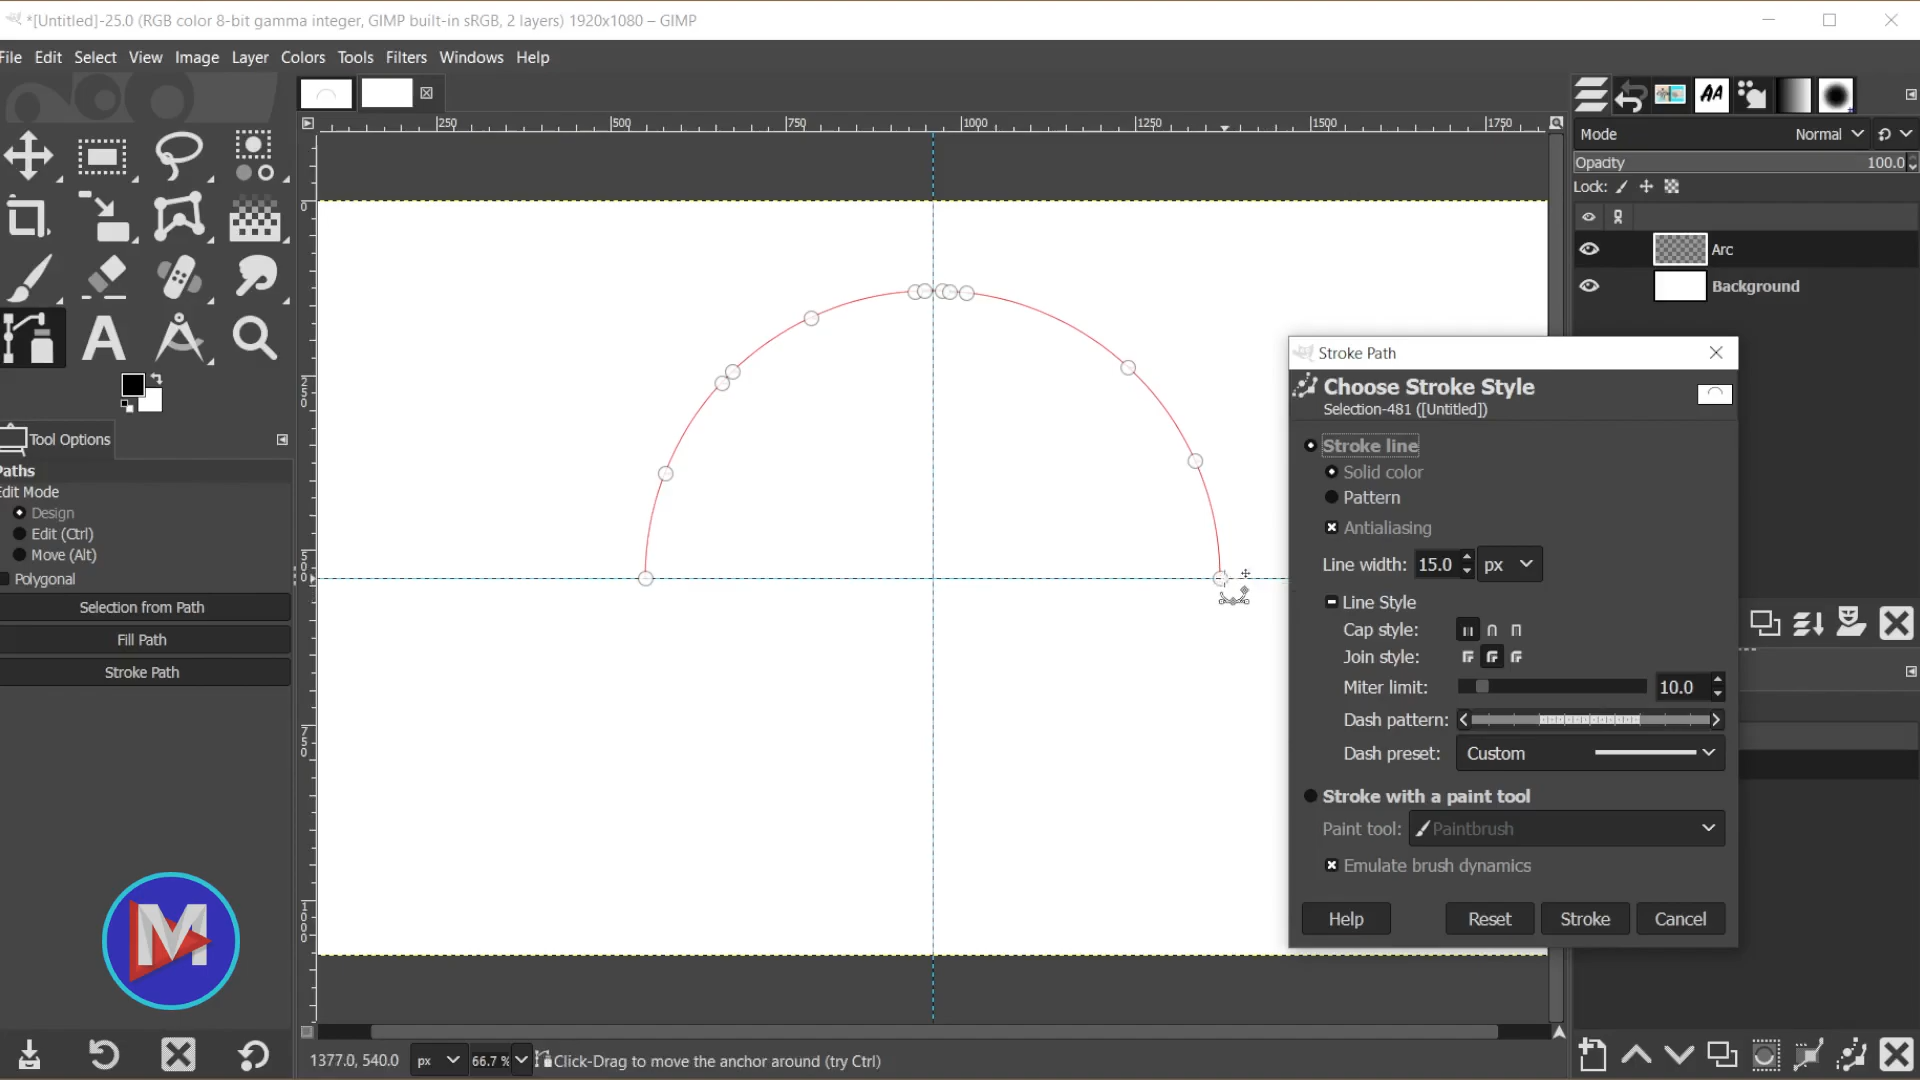 *[Untitled]-25.0 (RGB color 8-bit gamma integer, GIMP built-in sRGB, 2 layers) 1920x1080 – GIMP
File Edit Select View Image Layer Colors Tools Filters Windows Help
250 500 750 1000 1250 1500 1750
Mode Normal
Opacity 100.0
Lock:
Arc
Background
0
250
500
750
1000
A
Tool Options
Paths
Edit Mode
Design
Edit (Ctrl)
Move (Alt)
Polygonal
Selection from Path
Fill Path
Stroke Path
M
Stroke Path
Choose Stroke Style
Selection-481 ([Untitled])
Stroke line
Solid color
Pattern
Antialiasing
Line width: 15.0 px
Line Style
Cap style:
Join style:
Miter limit: 10.0
Dash pattern:
Dash preset: Custom
Stroke with a paint tool
Paint tool: Paintbrush
Emulate brush dynamics
Help Reset Stroke Cancel
1377.0, 540.0 px 66.7 % Click-Drag to move the anchor around (try Ctrl)